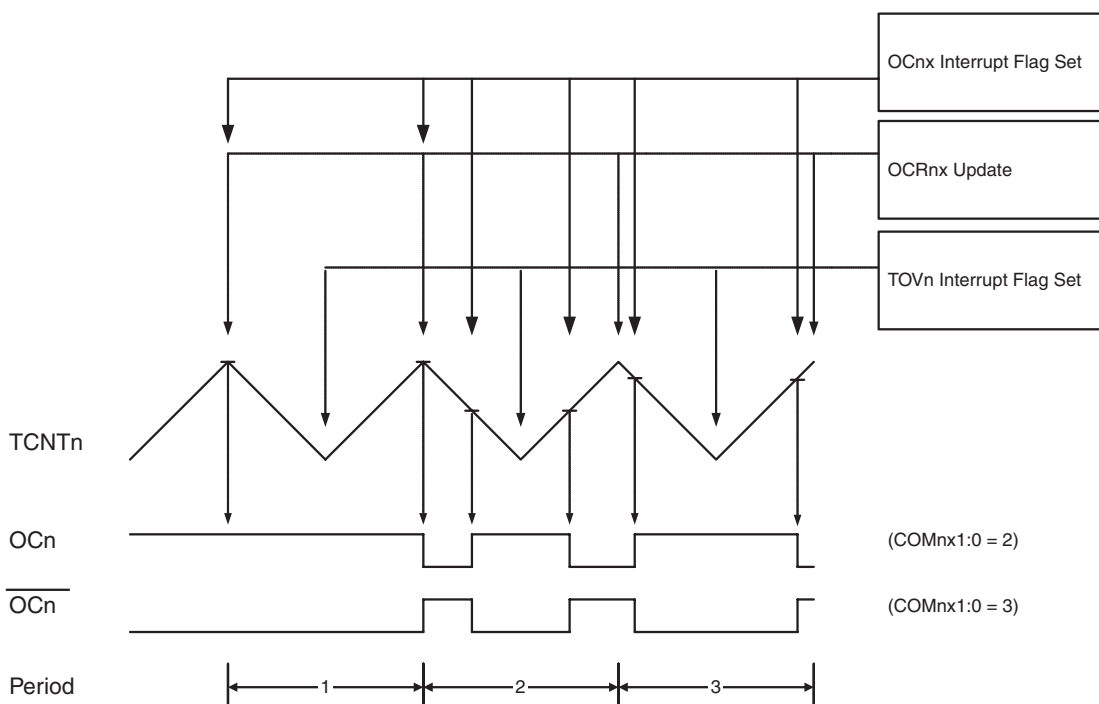 OCnx Interrupt Flag Set
OCRnx Update
TOVn Interrupt Flag Set
TCNTn
OCn
(COMnx1:0 = 2)
OCn
(COMnx1:0 = 3)
Period
1
2
3